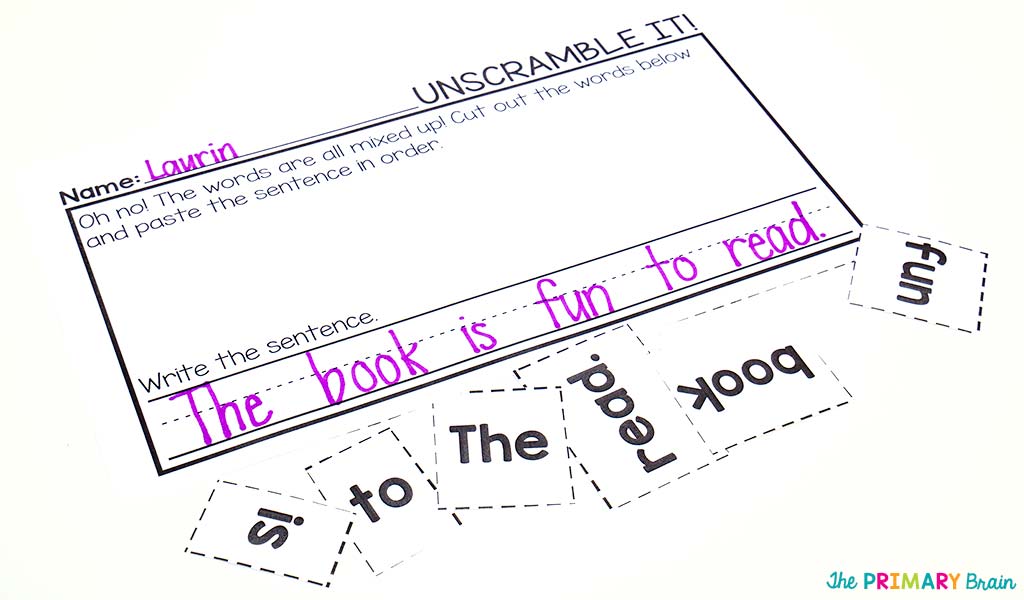 UNSCRAMBLE IT!
Name: Laurin
Oh no! The words are all mixed up! Cut out the words below
and paste the sentence in order.
Write the sentence.
The book is fun to read.
fun
book
read.
The
to
is
The PRIMARY Brain